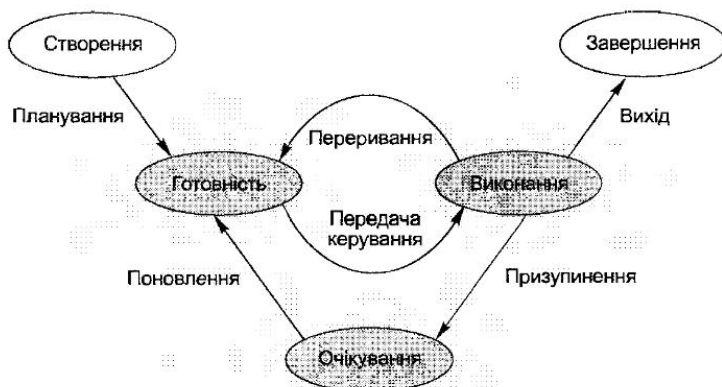 Створення
Завершення
Планування
Переривання
Вихід
Готовність
Виконання
Передача
керування
Поновлення
Призупинення
Очікування